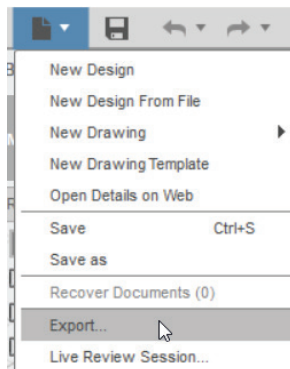 New Design
New Design From File
New Drawing
New Drawing Template
Open Details on Web
Save Ctrl+S
Save as
Recover Documents (0)
Export...
Live Review Session...